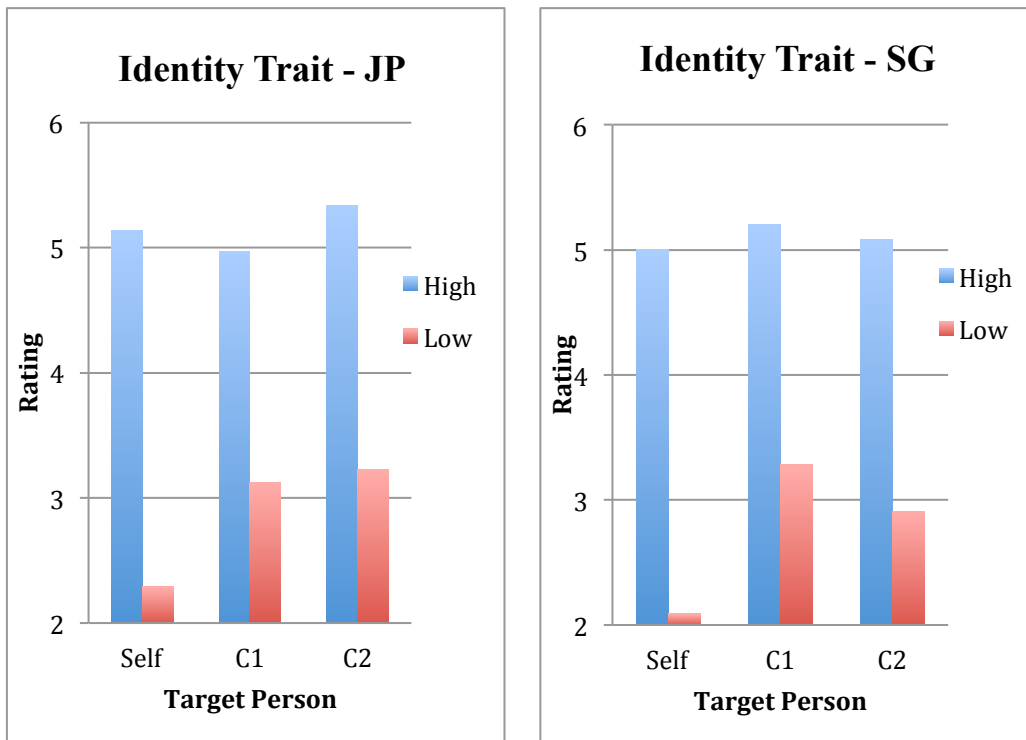 Identity Trait - JP
6
5
4
3
2
Rating
High
Low
Self C1 C2
Target Person
Identity Trait - SG
6
5
4
3
2
Rating
High
Low
Self C1 C2
Target Person